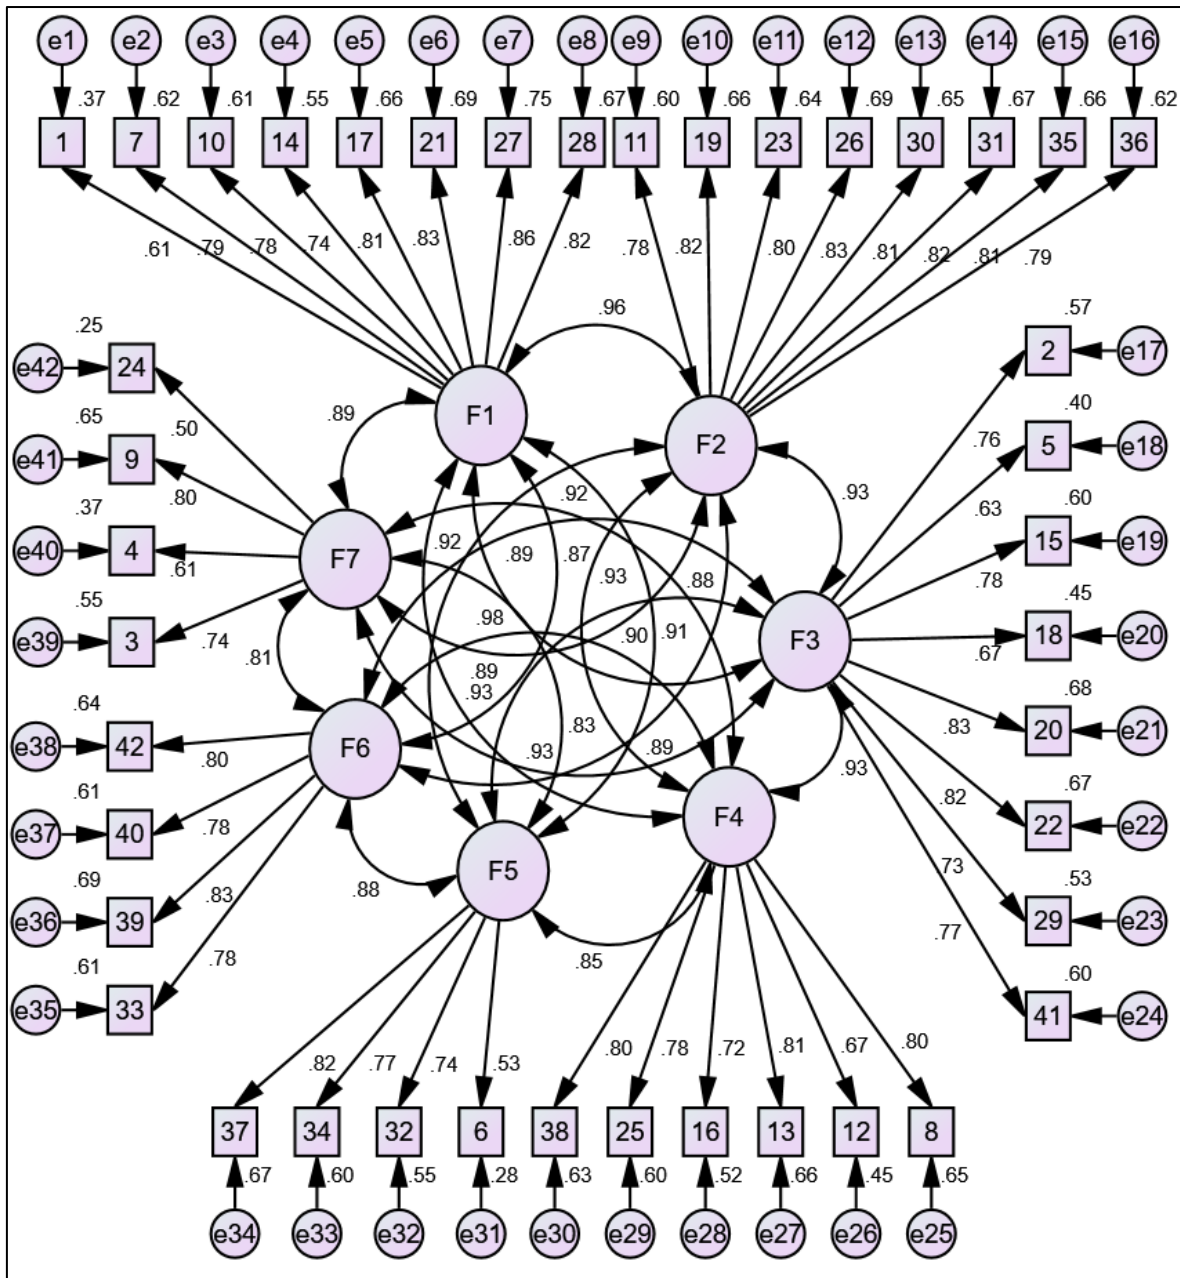 e1 e2 e3 e4 e5 e6 e7 e8 e9 e10 e11 e12 e13 e14 e15 e16
.37 .62 .61 .55 .66 .69 .75 .67 .60 .66 .64 .69 .65 .67 .66 .62
1 7 10 14 17 21 27 28 11 19 23 26 30 31 35 36
.61 .79 .78 .74 .81 .83 .86 .82 .78 .82 .80 .83 .81 .82 .81 .79
.96
.57
.25
2 e17
e42 24
.89 F1 F2
.40
.65 .50 .76
5 e18
e41 9
.80 .92 .93 .60
.37 .63
.92 .89 .87 15 e19
e40 4 F7
.61 .93 .88 .78
.55 .98 .45
e39 3 .74 .90 .91 F3 18 e20
.81 .89 .67
.93 .68
.64 .83 .83
F6 20 e21
e38 42 .93 .89
.80 .93
.61 .67
.82
F4 22 e22
e37 40 .78
F5 .73
.69 .88 .83 .53
e36 39 29 e23
.77
.78 .85
.61 .60
e35 33 41 e24
.82 .77 .74 .53 .80 .78 .72 .81 .67 .80
37 34 32 6 38 25 16 13 12 8
.67 .60 .55 .28 .63 .60 .52 .66 .45 .65
e34 e33 e32 e31 e30 e29 e28 e27 e26 e25